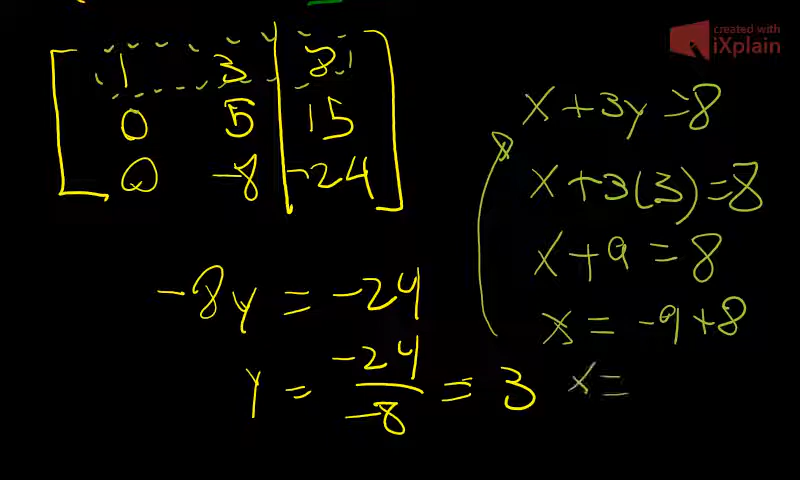 created with
iXplain
1 3 8
0 5 15
0 -8 -24
-8y = -24
y = -24/-8 = 3
x + 3y = 8
x + 3(3) = 8
x + 9 = 8
x = -9 + 8
x =